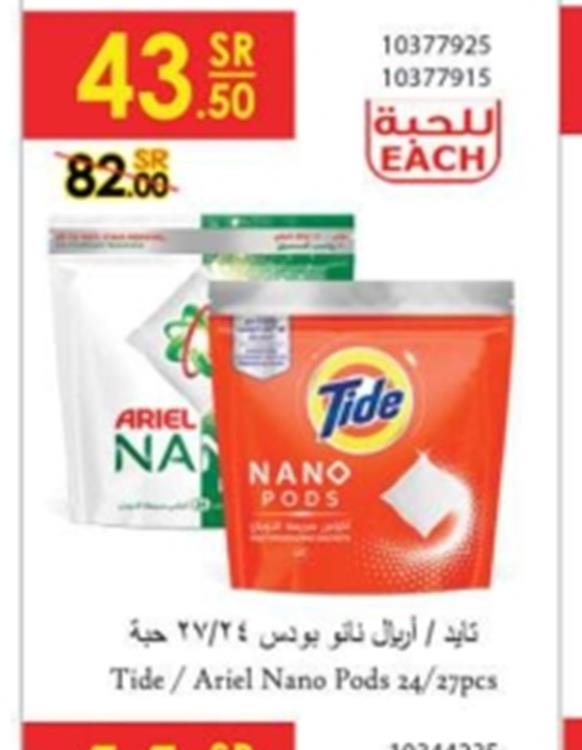 43.50 SR
10377925
10377915
للحبة
EACH
82.00 SR
ARIEL
NA
Tide
NANO
PODS
تايد / أريال نانو بودس ٢٧/٢٤ حبة
Tide / Ariel Nano Pods 24/27pcs
SR